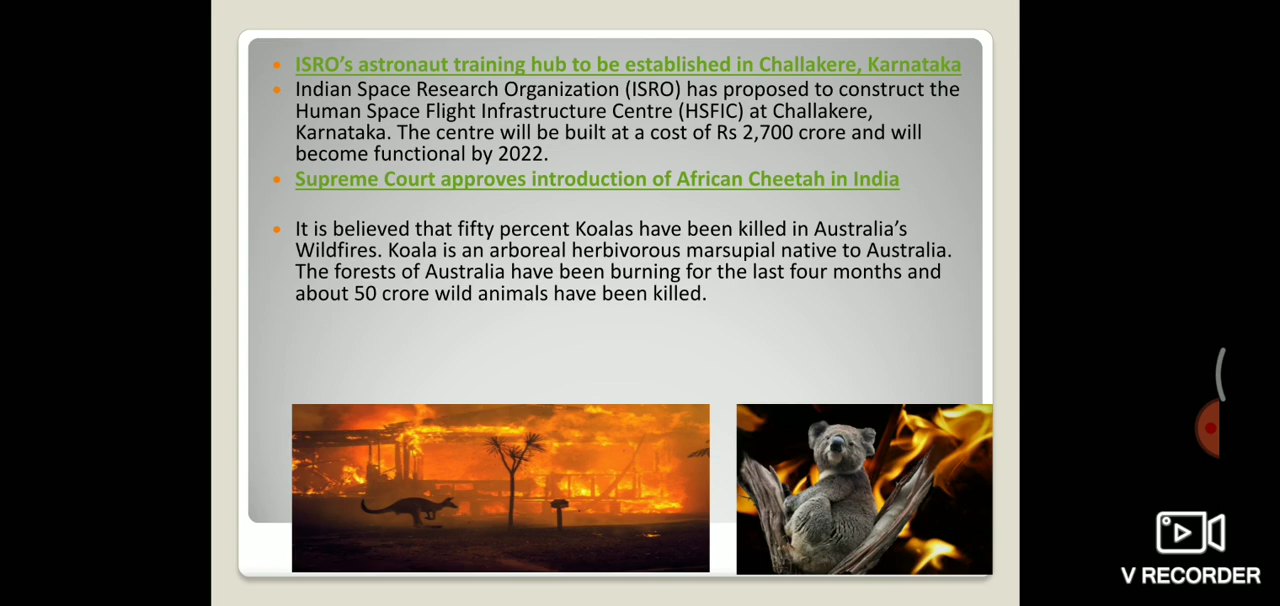 ISRO’s astronaut training hub to be established in Challakere, Karnataka
Indian Space Research Organization (ISRO) has proposed to construct the
Human Space Flight Infrastructure Centre (HSFIC) at Challakere,
Karnataka. The centre will be built at a cost of Rs 2,700 crore and will
become functional by 2022.
Supreme Court approves introduction of African Cheetah in India
It is believed that fifty percent Koalas have been killed in Australia’s
Wildfires. Koala is an arboreal herbivorous marsupial native to Australia.
The forests of Australia have been burning for the last four months and
about 50 crore wild animals have been killed.
V RECORDER